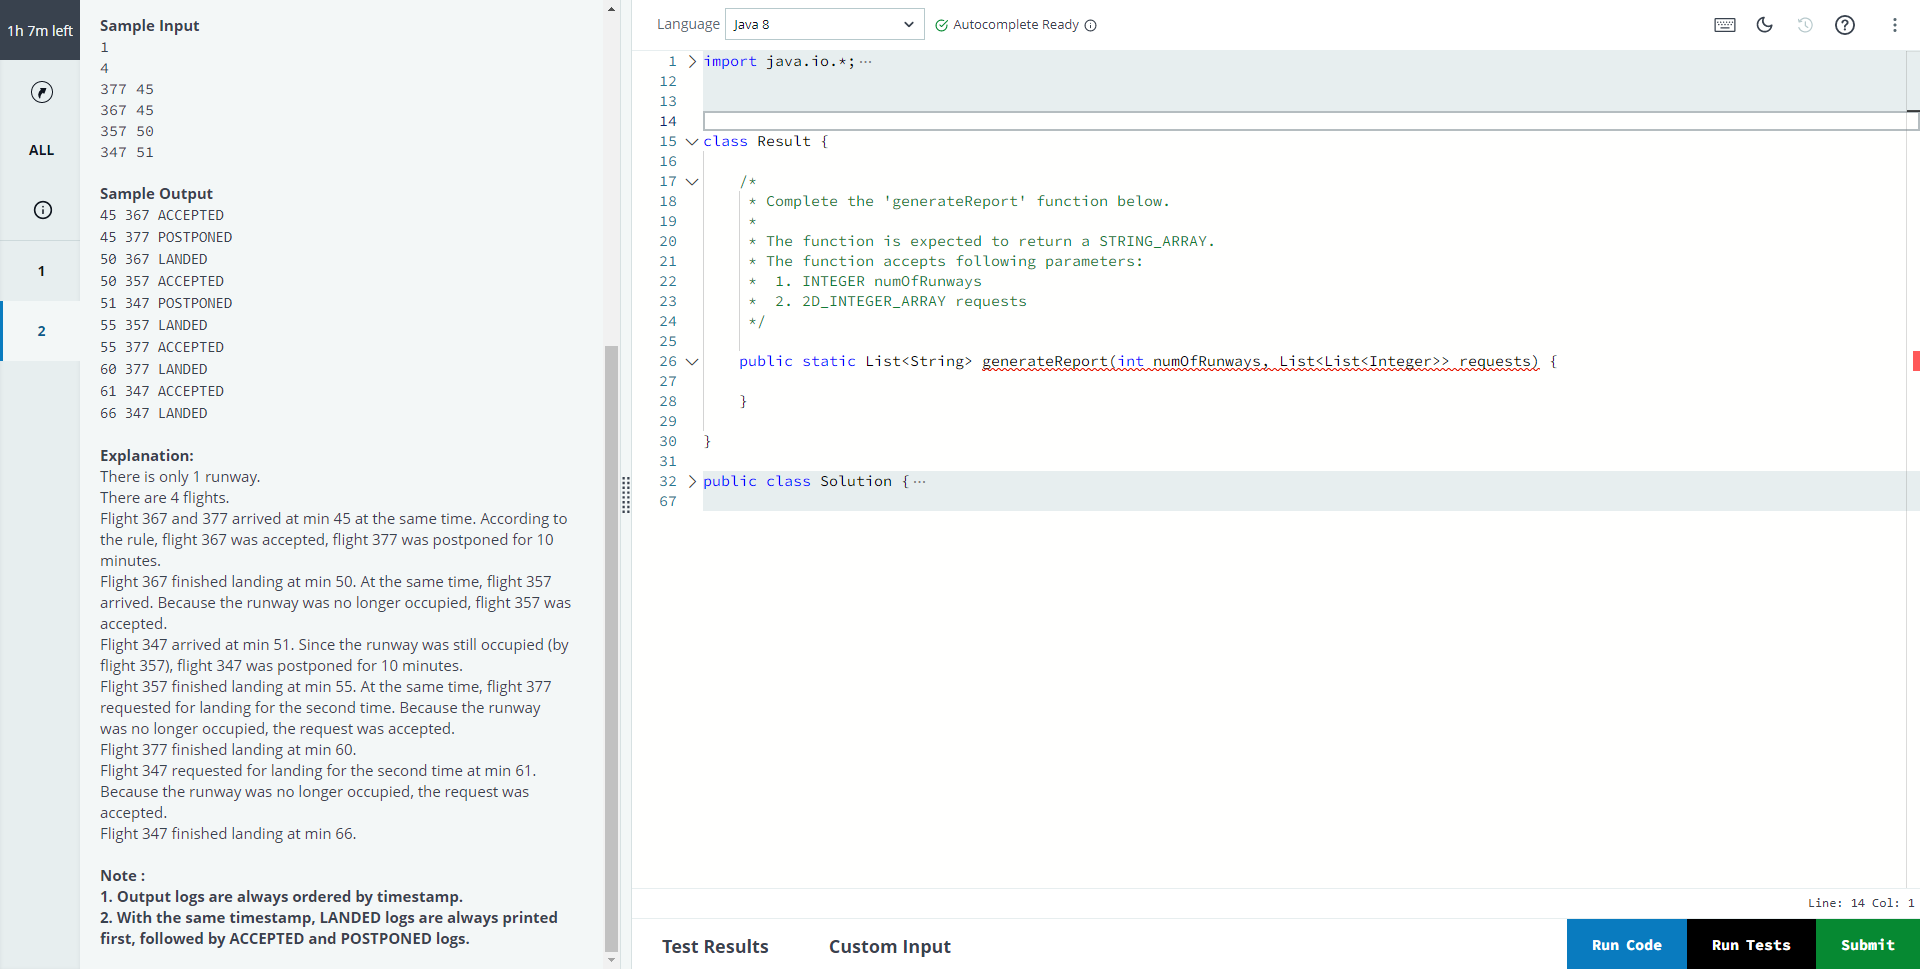 1h 7m left
ALL
1
2
Sample Input
1
4
377 45
367 45
357 50
347 51
Sample Output
45 367 ACCEPTED
45 377 POSTPONED
50 367 LANDED
50 357 ACCEPTED
51 347 POSTPONED
55 357 LANDED
55 377 ACCEPTED
60 377 LANDED
61 347 ACCEPTED
66 347 LANDED
Explanation:
There is only 1 runway.
There are 4 flights.
Flight 367 and 377 arrived at min 45 at the same time. According to
the rule, flight 367 was accepted, flight 377 was postponed for 10
minutes.
Flight 367 finished landing at min 50. At the same time, flight 357
arrived. Because the runway was no longer occupied, flight 357 was
accepted.
Flight 347 arrived at min 51. Since the runway was still occupied (by
flight 357), flight 347 was postponed for 10 minutes.
Flight 357 finished landing at min 55. At the same time, flight 377
requested for landing for the second time. Because the runway
was no longer occupied, the request was accepted.
Flight 377 finished landing at min 60.
Flight 347 requested for landing for the second time at min 61.
Because the runway was no longer occupied, the request was
accepted.
Flight 347 finished landing at min 66.
Note :
1. Output logs are always ordered by timestamp.
2. With the same timestamp, LANDED logs are always printed
first, followed by ACCEPTED and POSTPONED logs.
Language Java 8 Autocomplete Ready
1 import java.io.*; ···
12
13
14
15 class Result {
16
17 /*
18 * Complete the 'generateReport' function below.
19 *
20 * The function is expected to return a STRING_ARRAY.
21 * The function accepts following parameters:
22 * 1. INTEGER numOfRunways
23 * 2. 2D_INTEGER_ARRAY requests
24 */
25
26 public static List<String> generateReport(int numOfRunways, List<List<Integer>> requests) {
27
28 }
29
30 }
31
32 public class Solution { ···
67
Line: 14 Col: 1
Test Results Custom Input Run Code Run Tests Submit